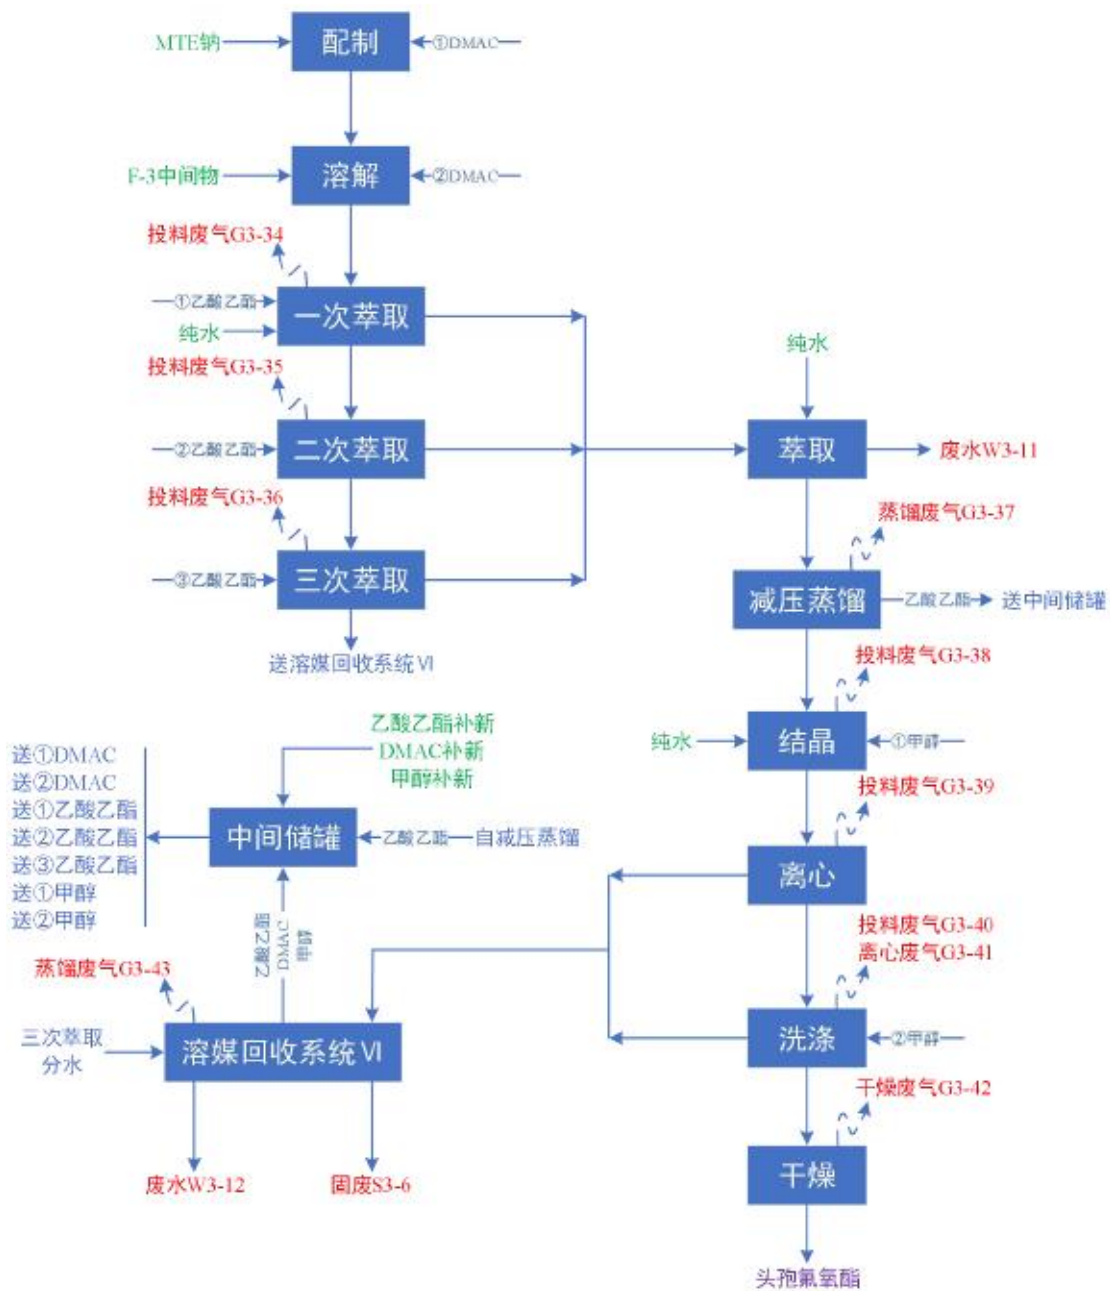 MTE钠
配制
①DMAC
F-3中间物
溶解
②DMAC
投料废气G3-34
①乙酸乙酯
纯水
一次萃取
投料废气G3-35
②乙酸乙酯
二次萃取
投料废气G3-36
③乙酸乙酯
三次萃取
送溶媒回收系统Ⅵ
纯水
萃取
废水W3-11
蒸馏废气G3-37
减压蒸馏
乙酸乙酯
送中间储罐
投料废气G3-38
纯水
结晶
①甲醇
投料废气G3-39
离心
投料废气G3-40
离心废气G3-41
洗涤
②甲醇
干燥废气G3-42
干燥
头孢氟氧酯
乙酸乙酯补新
DMAC补新
甲醇补新
送①DMAC
送②DMAC
送①乙酸乙酯
送②乙酸乙酯
送③乙酸乙酯
送①甲醇
送②甲醇
中间储罐
乙酸乙酯
自减压蒸馏
乙酸乙酯
DMAC
甲醇
蒸馏废气G3-43
三次萃取
分水
溶媒回收系统Ⅵ
废水W3-12
固废S3-6